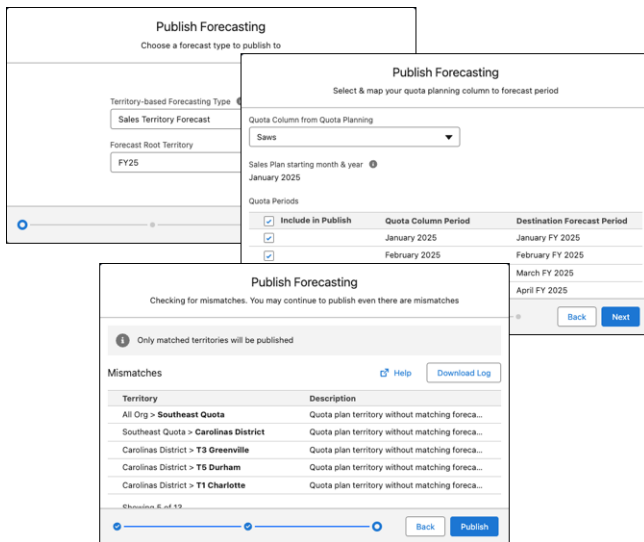 Publish Forecasting
Choose a forecast type to publish to
Territory-based Forecasting Type
Sales Territory Forecast
Forecast Root Territory
FY25
Publish Forecasting
Select & map your quota planning column to forecast period
Quota Column from Quota Planning
Saws
Sales Plan starting month & year
January 2025
Quota Periods
Include in Publish Quota Column Period Destination Forecast Period
January 2025 January FY 2025
February 2025 February FY 2025
March FY 2025
April FY 2025
Back Next
Publish Forecasting
Checking for mismatches. You may continue to publish even there are mismatches
Only matched territories will be published
Mismatches Help Download Log
Territory Description
All Org > Southeast Quota Quota plan territory without matching foreca...
Southeast Quota > Carolinas District Quota plan territory without matching foreca...
Carolinas District > T3 Greenville Quota plan territory without matching foreca...
Carolinas District > T5 Durham Quota plan territory without matching foreca...
Carolinas District > T1 Charlotte Quota plan territory without matching foreca...
Showing 5 of 13
Back Publish